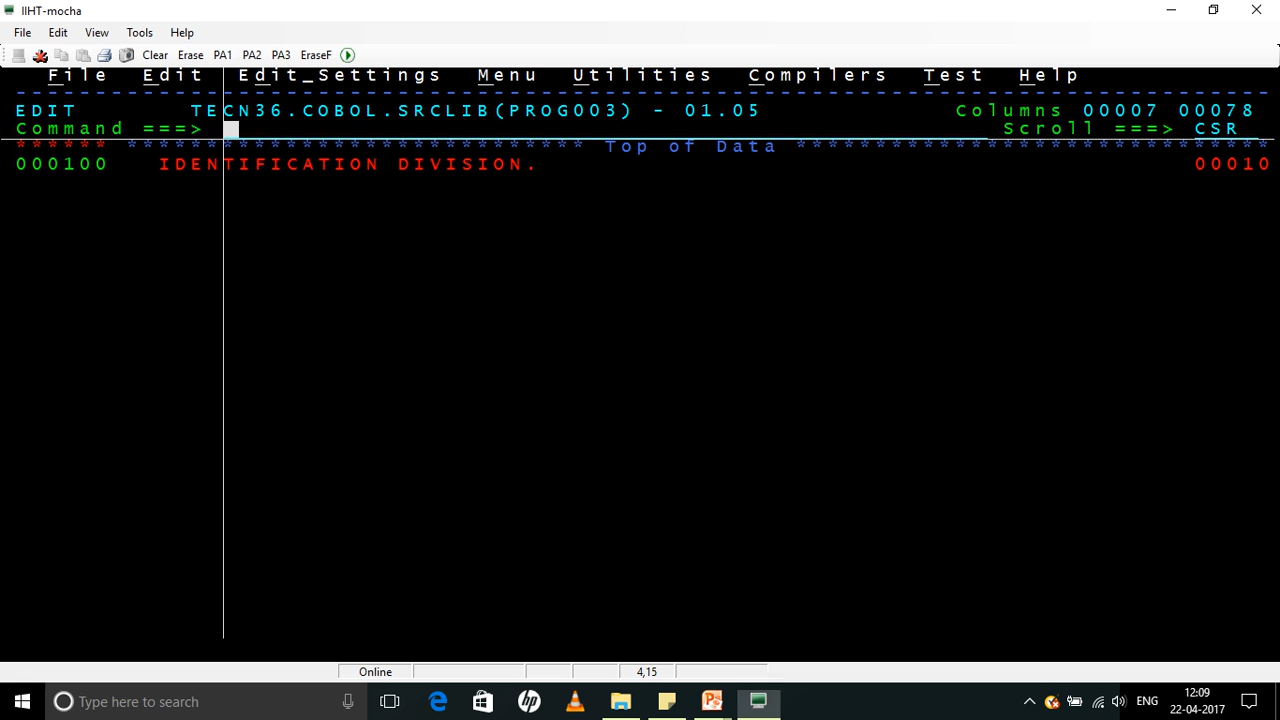 IIHT-mocha
File Edit View Tools Help
Clear Erase PA1 PA2 PA3 EraseF
File Edit Edit_Settings Menu Utilities Compilers Test Help
EDIT TECN36.COBOL.SRCLIB(PROG003) - 01.05 Columns 00007 00078
Command ===> Scroll ===> CSR
****** ***************************** Top of Data ******************************
000100 IDENTIFICATION DIVISION. 00010
Online 4,15
Type here to search
ENG 12:09
22-04-2017